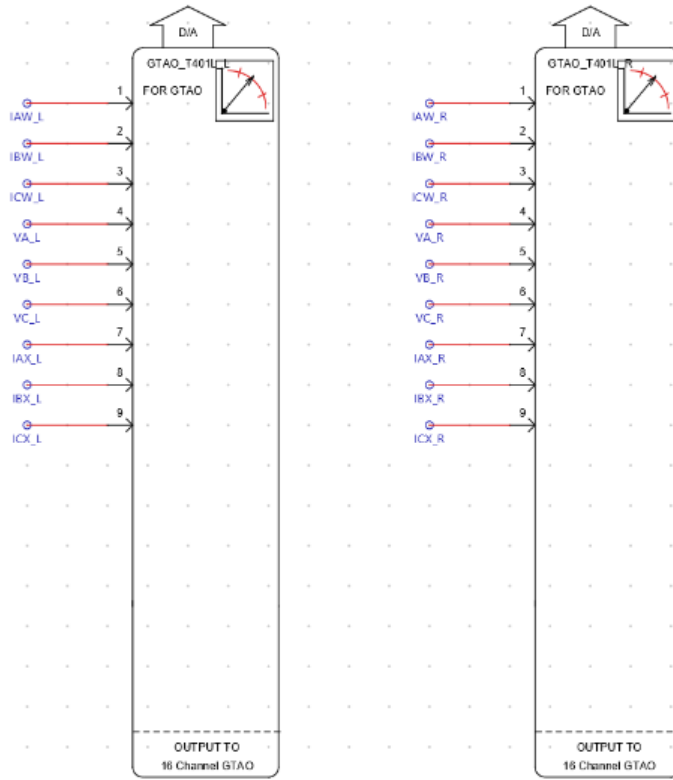 D/A
GTAO_T401L_L
FOR GTAO
1
IAW_L
2
IBW_L
3
ICW_L
4
VA_L
5
VB_L
6
VC_L
7
IAX_L
8
IBX_L
9
ICX_L
OUTPUT TO
16 Channel GTAO
D/A
GTAO_T401L_R
FOR GTAO
1
IAW_R
2
IBW_R
3
ICW_R
4
VA_R
5
VB_R
6
VC_R
7
IAX_R
8
IBX_R
9
ICX_R
OUTPUT TO
16 Channel GTAO